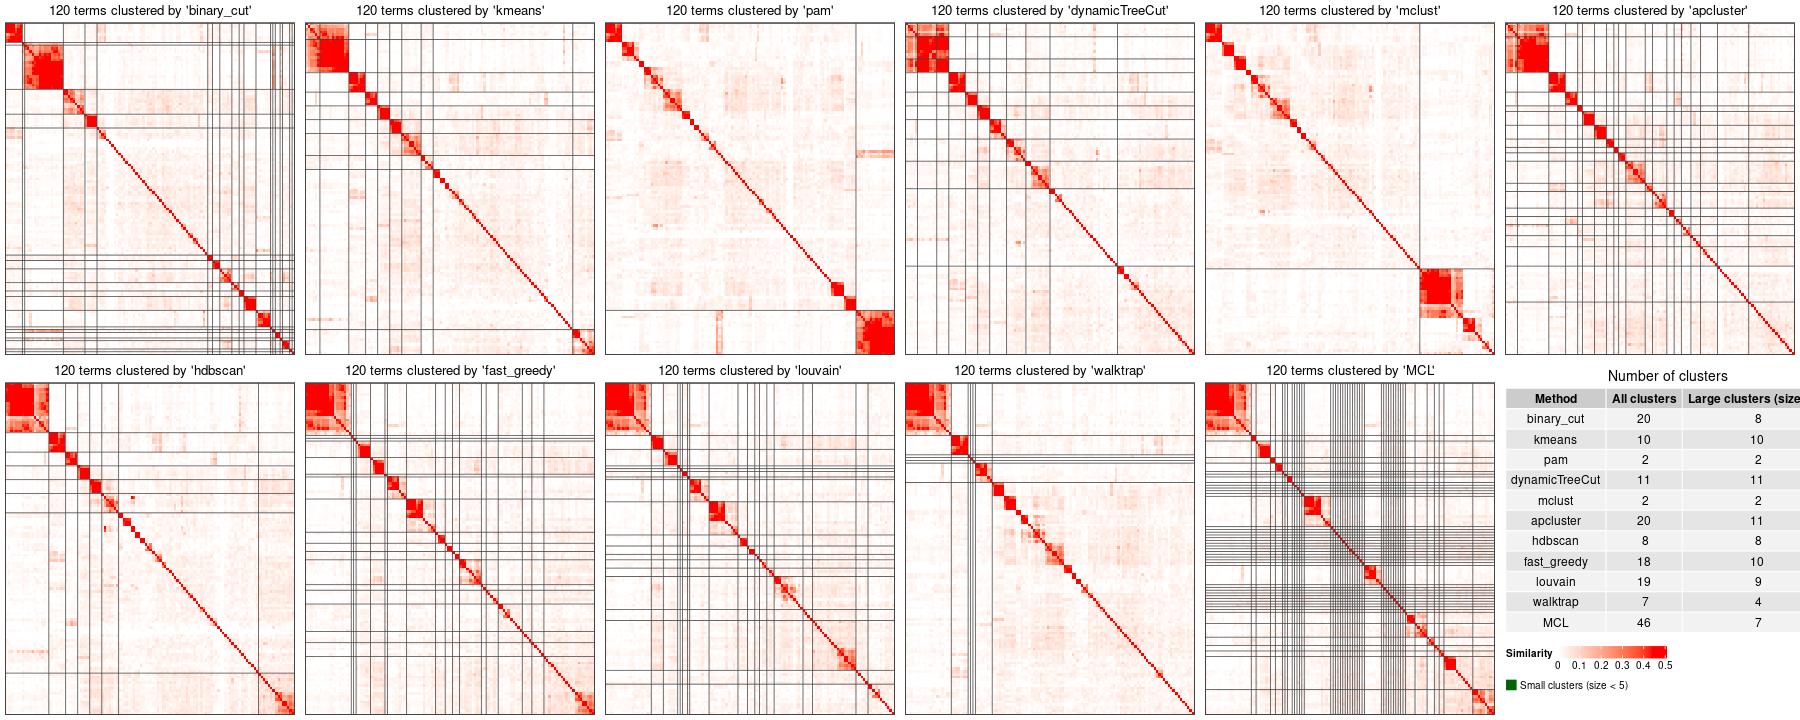 120 terms clustered by 'binary_cut'
120 terms clustered by 'kmeans'
120 terms clustered by 'pam'
120 terms clustered by 'dynamicTreeCut'
120 terms clustered by 'mclust'
120 terms clustered by 'apcluster'
120 terms clustered by 'hdbscan'
120 terms clustered by 'fast_greedy'
120 terms clustered by 'louvain'
120 terms clustered by 'walktrap'
120 terms clustered by 'MCL'
Number of clusters
Method All clusters Large clusters (size
binary_cut 20 8
kmeans 10 10
pam 2 2
dynamicTreeCut 11 11
mclust 2 2
apcluster 20 11
hdbscan 8 8
fast_greedy 18 10
louvain 19 9
walktrap 7 4
MCL 46 7
Similarity
0 0.1 0.2 0.3 0.4 0.5
Small clusters (size < 5)